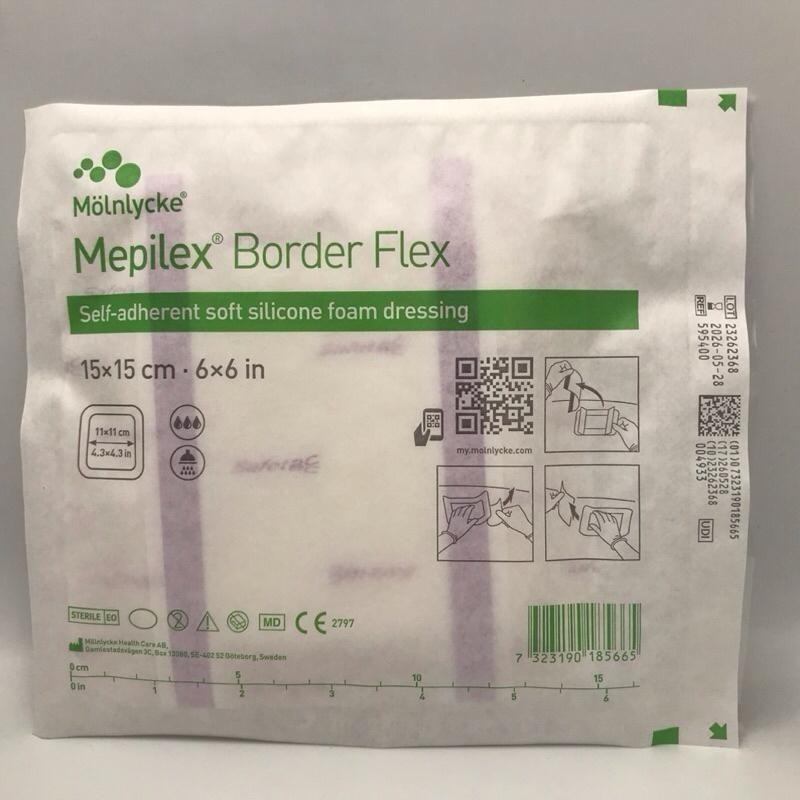 Mölnlycke®
Mepilex® Border Flex
Self-adherent soft silicone foam dressing
15×15 cm · 6×6 in
11×11 cm
4.3×4.3 in
my.molnlycke.com
STERILE EO
MD
CE 2797
Mölnlycke Health Care AB,
Gamlestadsvägen 3C, Box 13080, SE-402 52 Göteborg, Sweden
7 323190 185665
0 cm 5 10 15
0 in 1 2 3 4 5 6
LOT 23262368
2026-05-28
REF 595400
(01)07323190185665
(17)260528
(10)23262368
004933
UDI